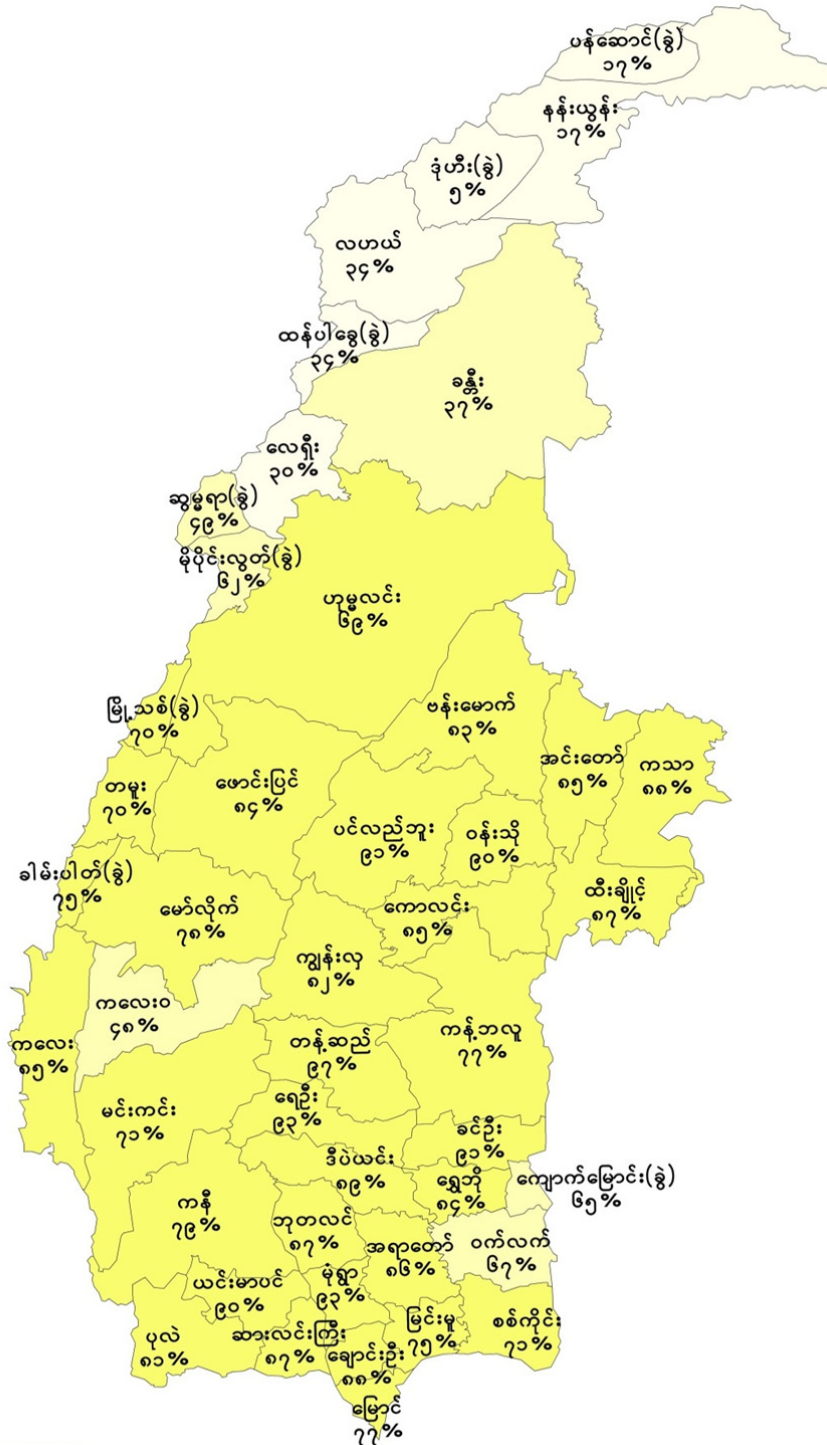 ပန်ဆောင်(ခွဲ)
၁၇%
နန်းယွန်း
၁၇%
ဒုံဟီး(ခွဲ)
၅%
လဟယ်
၃၄%
ထန်ပါခွေ(ခွဲ)
၃၄%
ခန္တီး
၃၇%
လေရှီး
၃၀%
ဆွမ္မရာ(ခွဲ)
၄၉%
မိုပိုင်းလွတ်(ခွဲ)
၆၂%
ဟုမ္မလင်း
၆၉%
မြို့သစ်(ခွဲ)
၇၀%
ဗန်းမောက်
၈၃%
အင်းတော်
၈၅%
ကသာ
၈၈%
တမူး
၇၀%
ဖောင်းပြင်
၈၄%
ပင်လည်ဘူး
၉၁%
ဝန်းသို
၉၀%
ခါမ်းပါတ်(ခွဲ)
၇၅%
မော်လိုက်
၇၈%
ကောလင်း
၈၅%
ထီးချိုင့်
၈၇%
ကျွန်းလှ
၈၂%
ကလေးဝ
၄၈%
ကလေး
၈၅%
တန့်ဆည်
၉၇%
ကန့်ဘလူ
၇၇%
မင်းကင်း
၇၁%
ရေဦး
၉၃%
ခင်ဦး
၉၁%
ဒီပဲယင်း
၈၉%
ရွှေဘို
၈၄%
ကျောက်မြောင်း(ခွဲ)
၆၅%
ကနီ
၇၉%
ဘုတလင်
၈၇%
အရာတော်
၈၆%
ဝက်လက်
၆၇%
ယင်းမာပင်
၉၀%
မုံရွာ
၉၃%
မြင်းမူ
၇၅%
စစ်ကိုင်း
၇၁%
ပုလဲ
၈၁%
ဆားလင်းကြီး
၈၇%
ချောင်းဦး
၈၈%
မြောင်
၇၇%